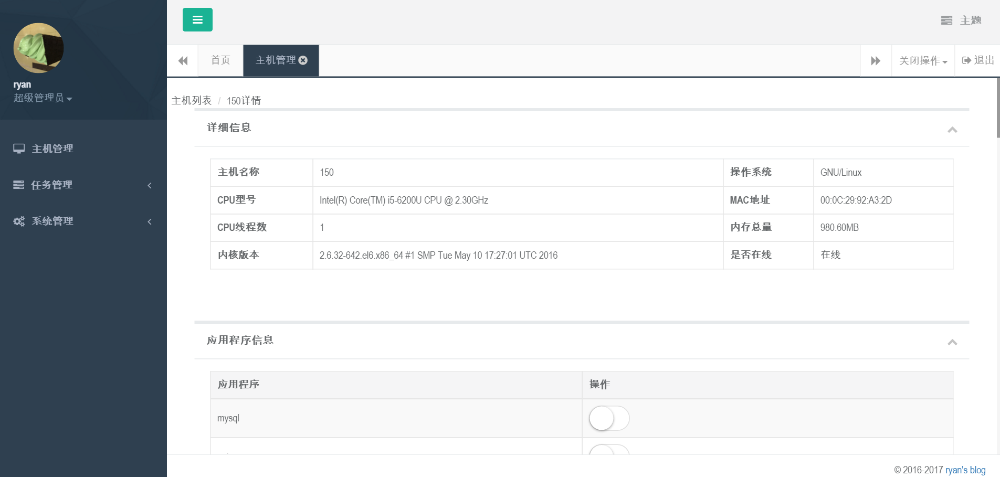 ryan
超级管理员
主机管理
任务管理
系统管理
主题
首页
主机管理
关闭操作
退出
主机列表 / 150详情
详细信息
主机名称 150 操作系统 GNU/Linux
CPU型号 Intel(R) Core(TM) i5-6200U CPU @ 2.30GHz MAC地址 00:0C:29:92:A3:2D
CPU线程数 1 内存总量 980.60MB
内核版本 2.6.32-642.el6.x86_64 #1 SMP Tue May 10 17:27:01 UTC 2016 是否在线 在线
应用程序信息
应用程序 操作
mysql
© 2016-2017 ryan's blog